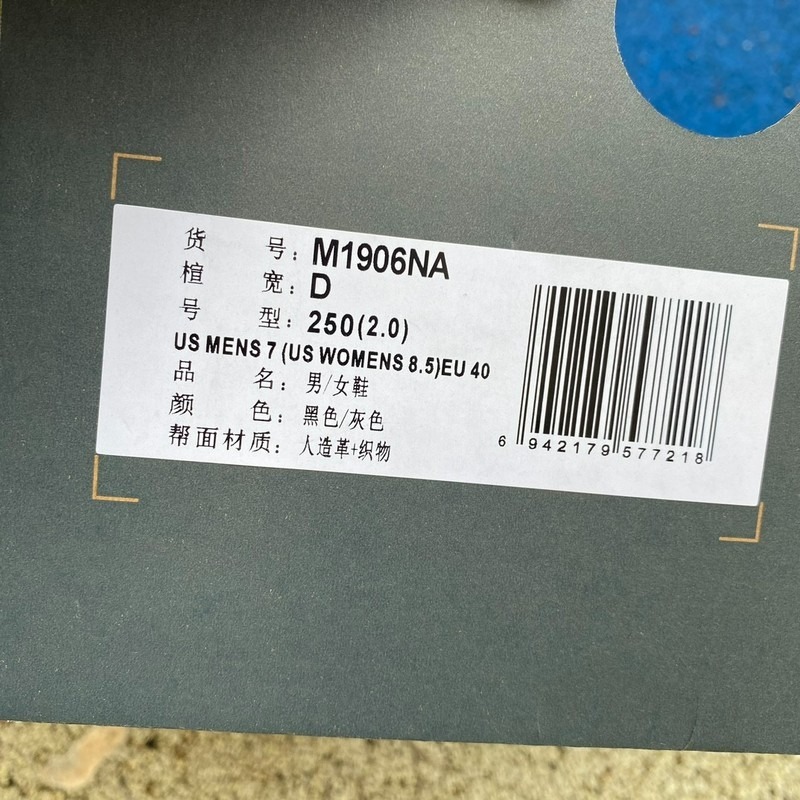 货 号: M1906NA
楦 宽: D
号 型: 250(2.0)
US MENS 7 (US WOMENS 8.5)EU 40
品 名: 男/女鞋
颜 色: 黑色/灰色
帮面材质: 人造革+织物
6 942179 577218